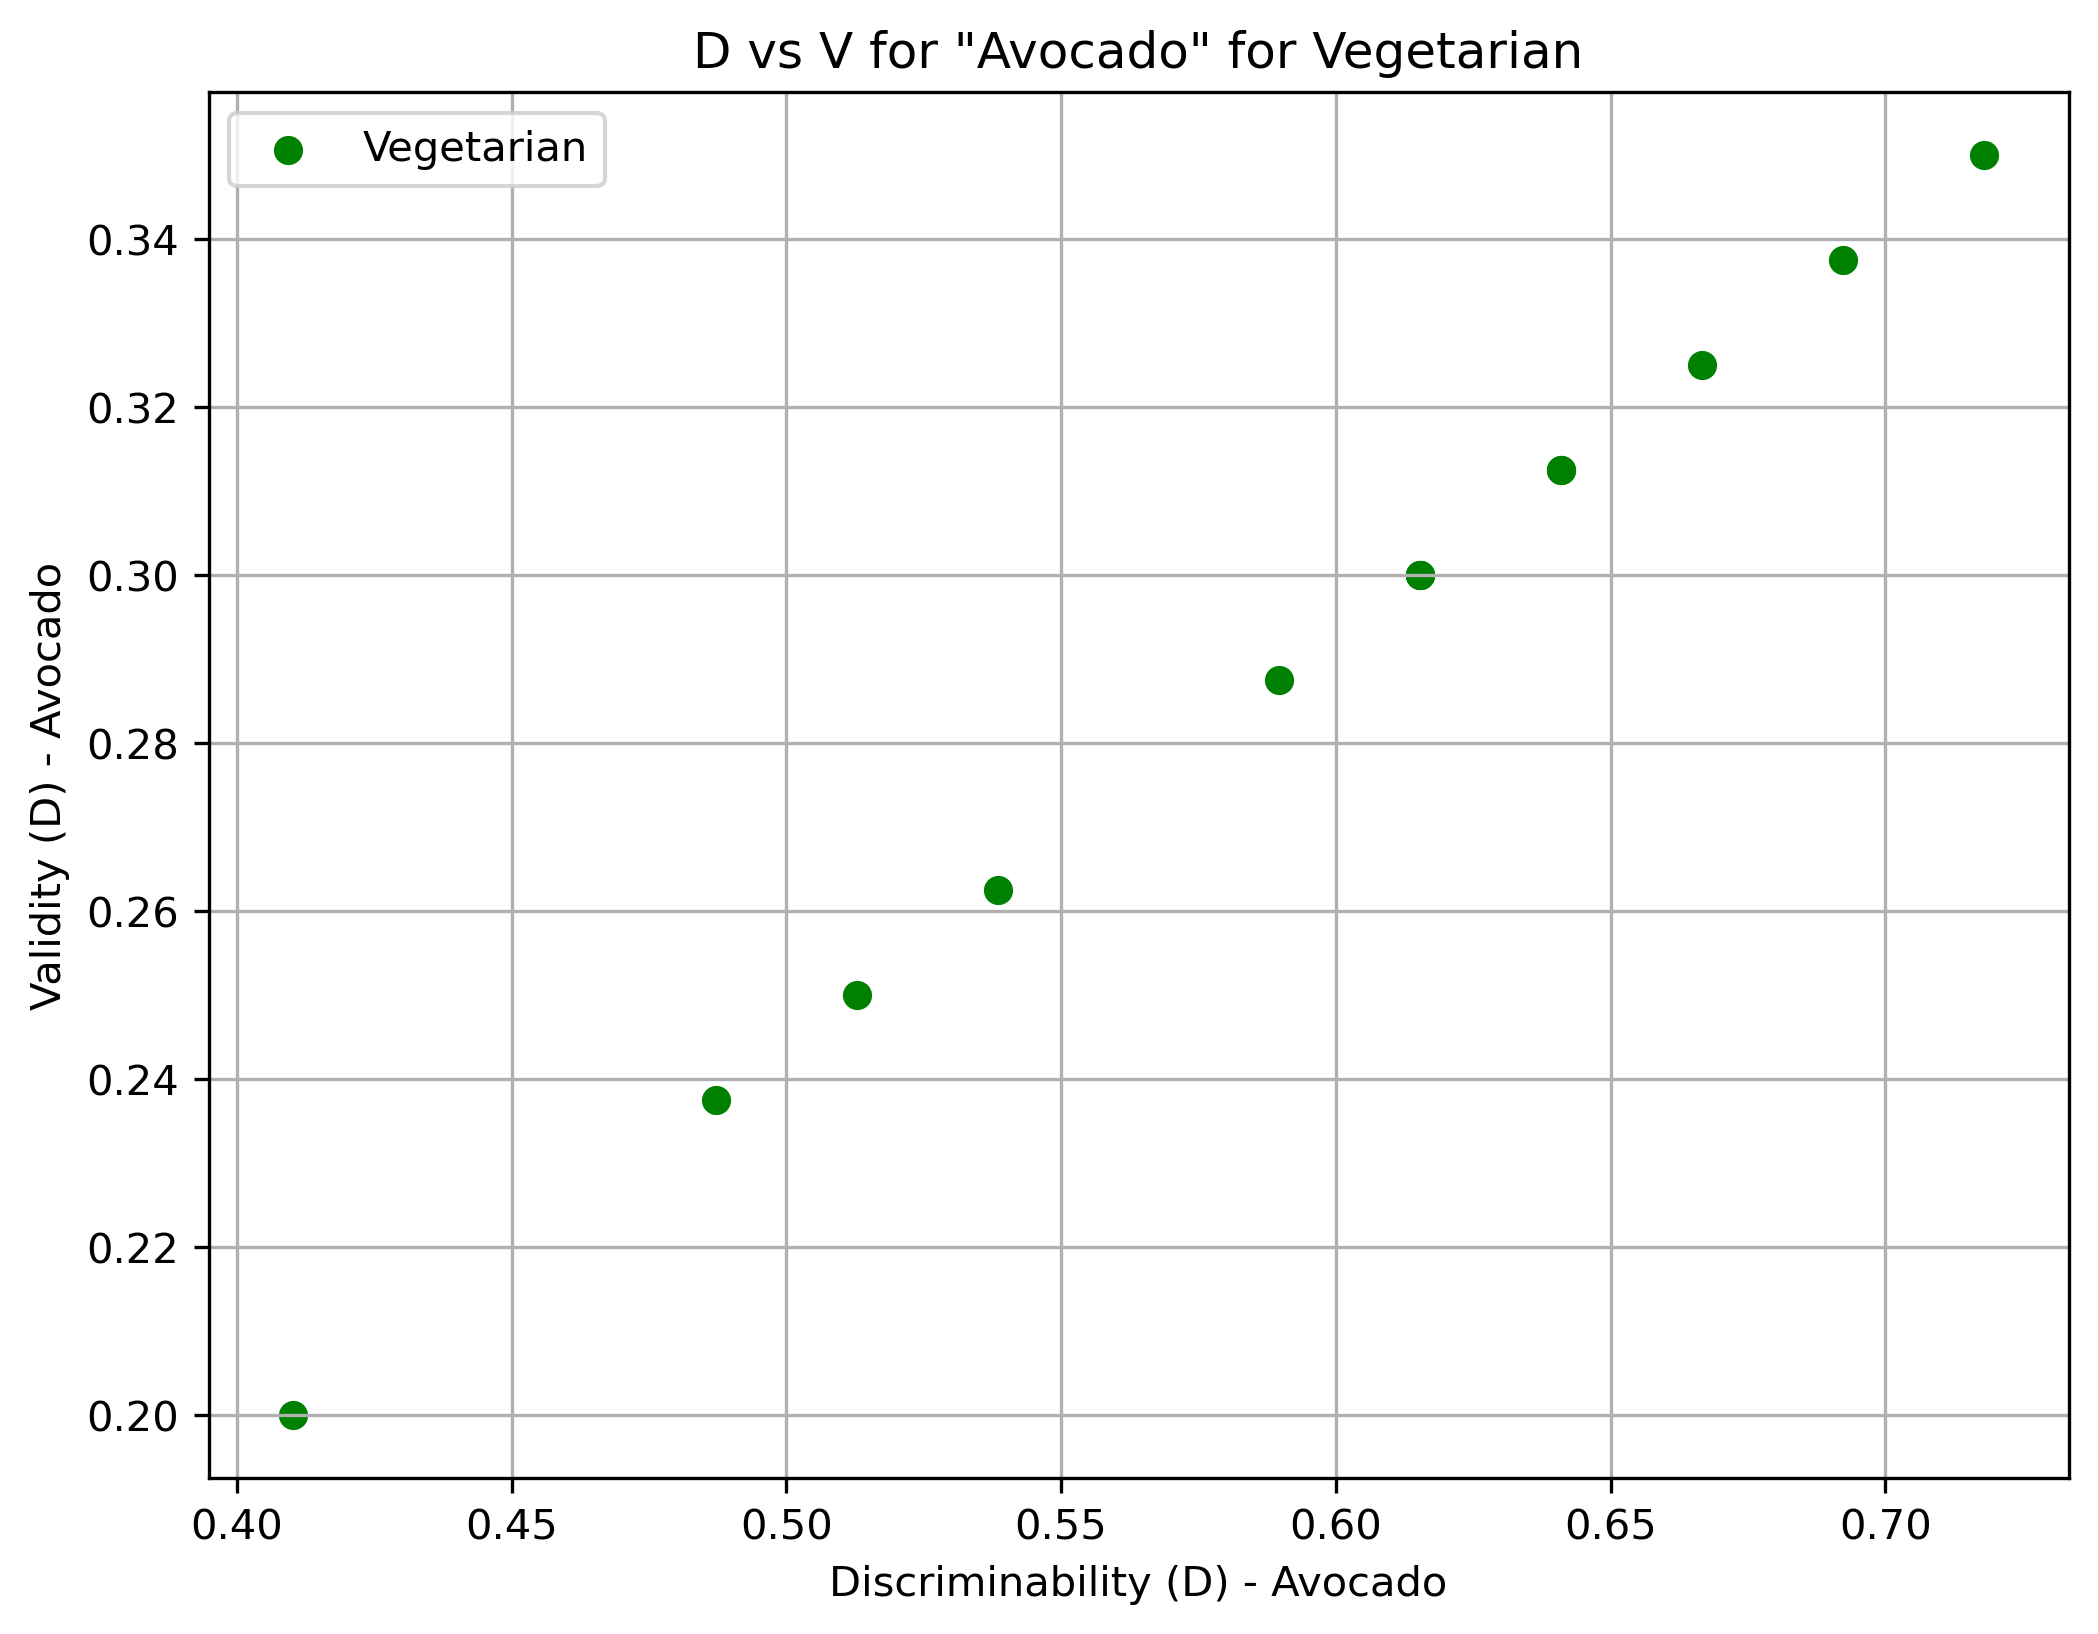 D vs V for "Avocado" for Vegetarian
Vegetarian
Validity (D) - Avocado
0.34
0.32
0.30
0.28
0.26
0.24
0.22
0.20
0.40 0.45 0.50 0.55 0.60 0.65 0.70
Discriminability (D) - Avocado